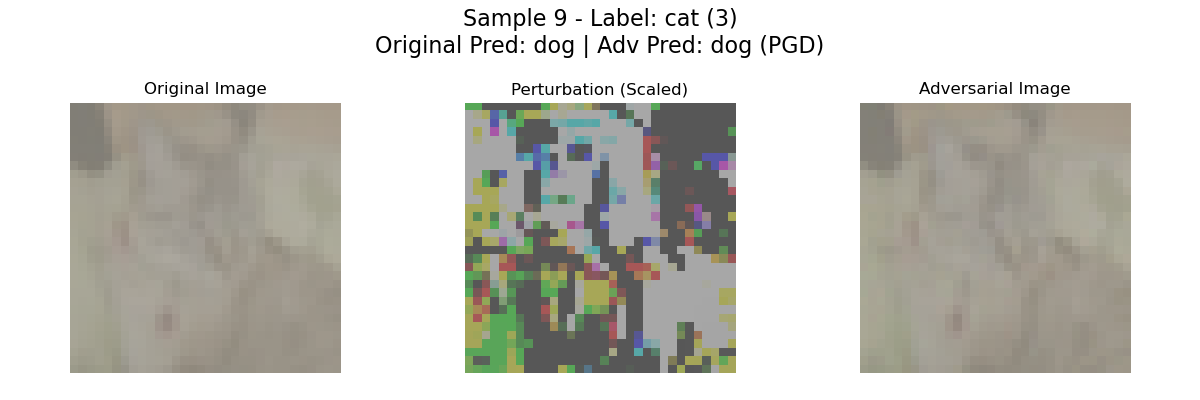 Sample 9 - Label: cat (3)
Original Pred: dog | Adv Pred: dog (PGD)
Original Image
Perturbation (Scaled)
Adversarial Image